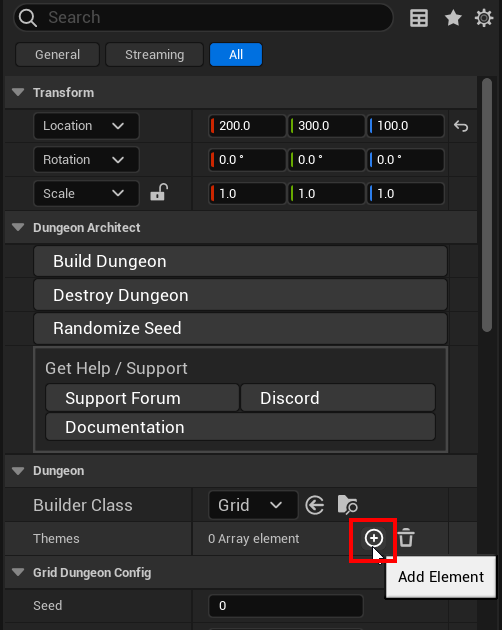 Search
General Streaming All
Transform
Location 200.0 300.0 100.0
Rotation 0.0 ° 0.0 ° 0.0 °
Scale 1.0 1.0 1.0
Dungeon Architect
Build Dungeon
Destroy Dungeon
Randomize Seed
Get Help / Support
Support Forum Discord
Documentation
Dungeon
Builder Class Grid
Themes 0 Array element
Add Element
Grid Dungeon Config
Seed 0